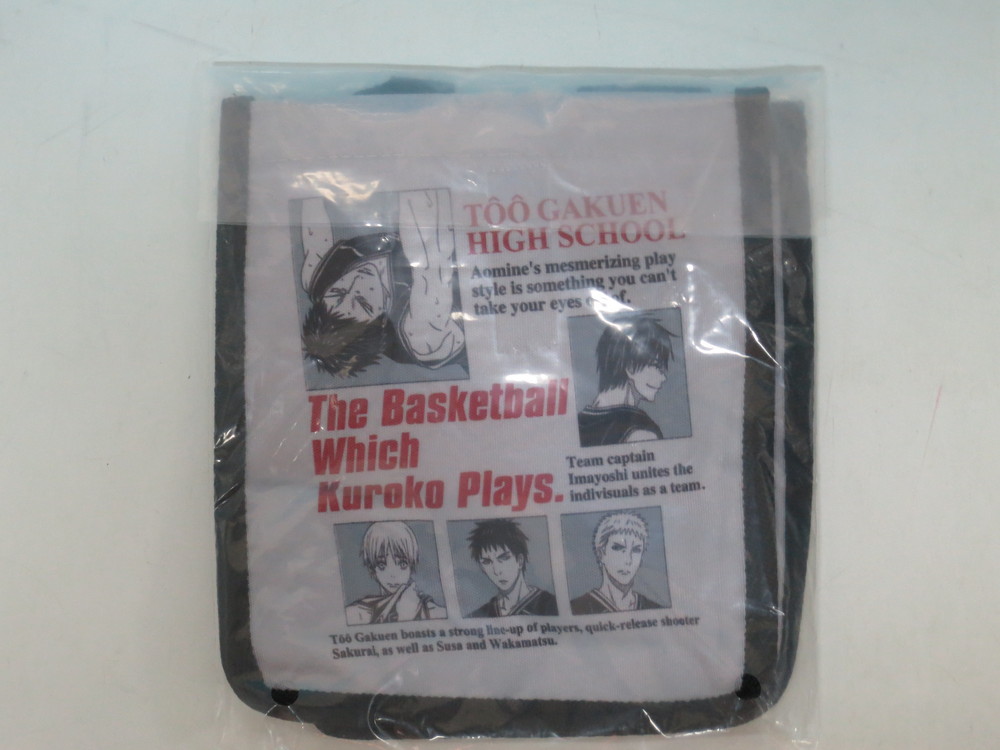 TÔÔ GAKUEN
HIGH SCHOOL
Aomine's mesmerizing play
style is something you can't
take your eyes of.
The Basketball
Which
Kuroko Plays.
Team captain
Imayoshi unites the
indivisuals as a team.
Tôô Gakuen boasts a strong line-up of players, quick-release shooter
Sakurai, as well as Susa and Wakamatsu.